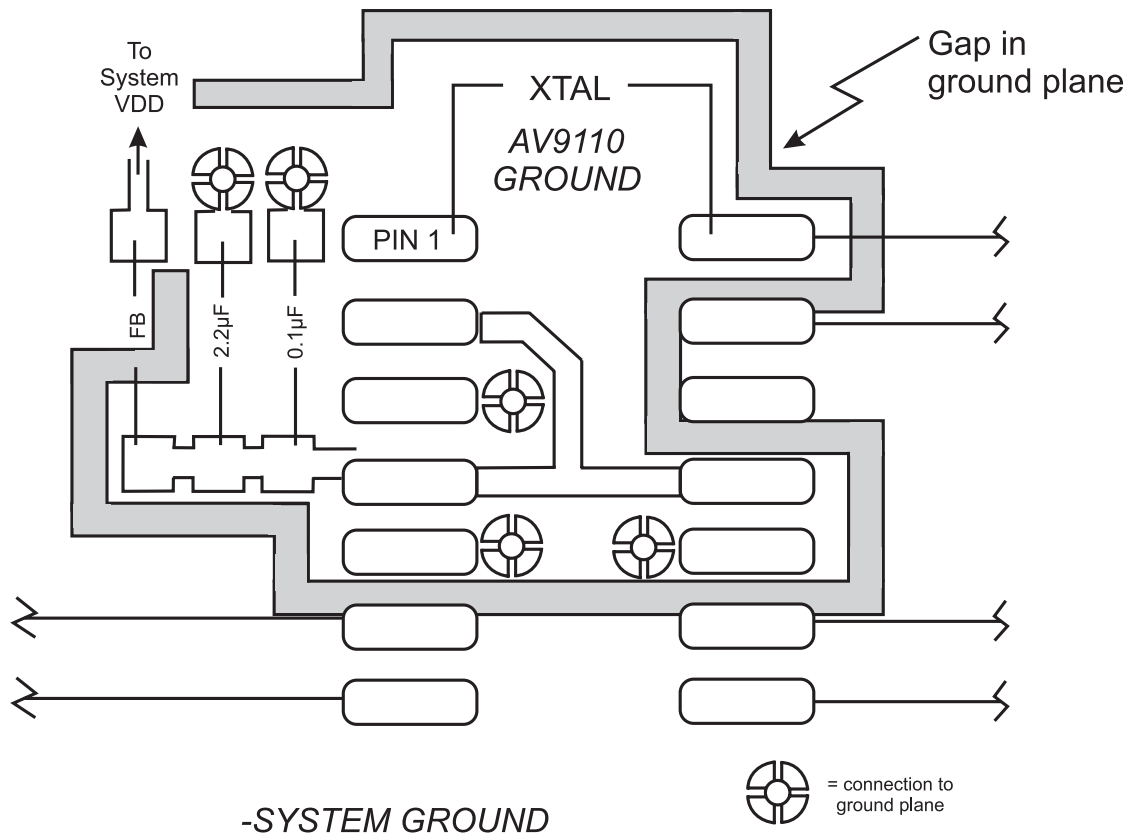 To
System
VDD
Gap in
ground plane
XTAL
AV9110
GROUND
PIN 1
FB
2.2µF
0.1µF
= connection to
ground plane
-SYSTEM GROUND